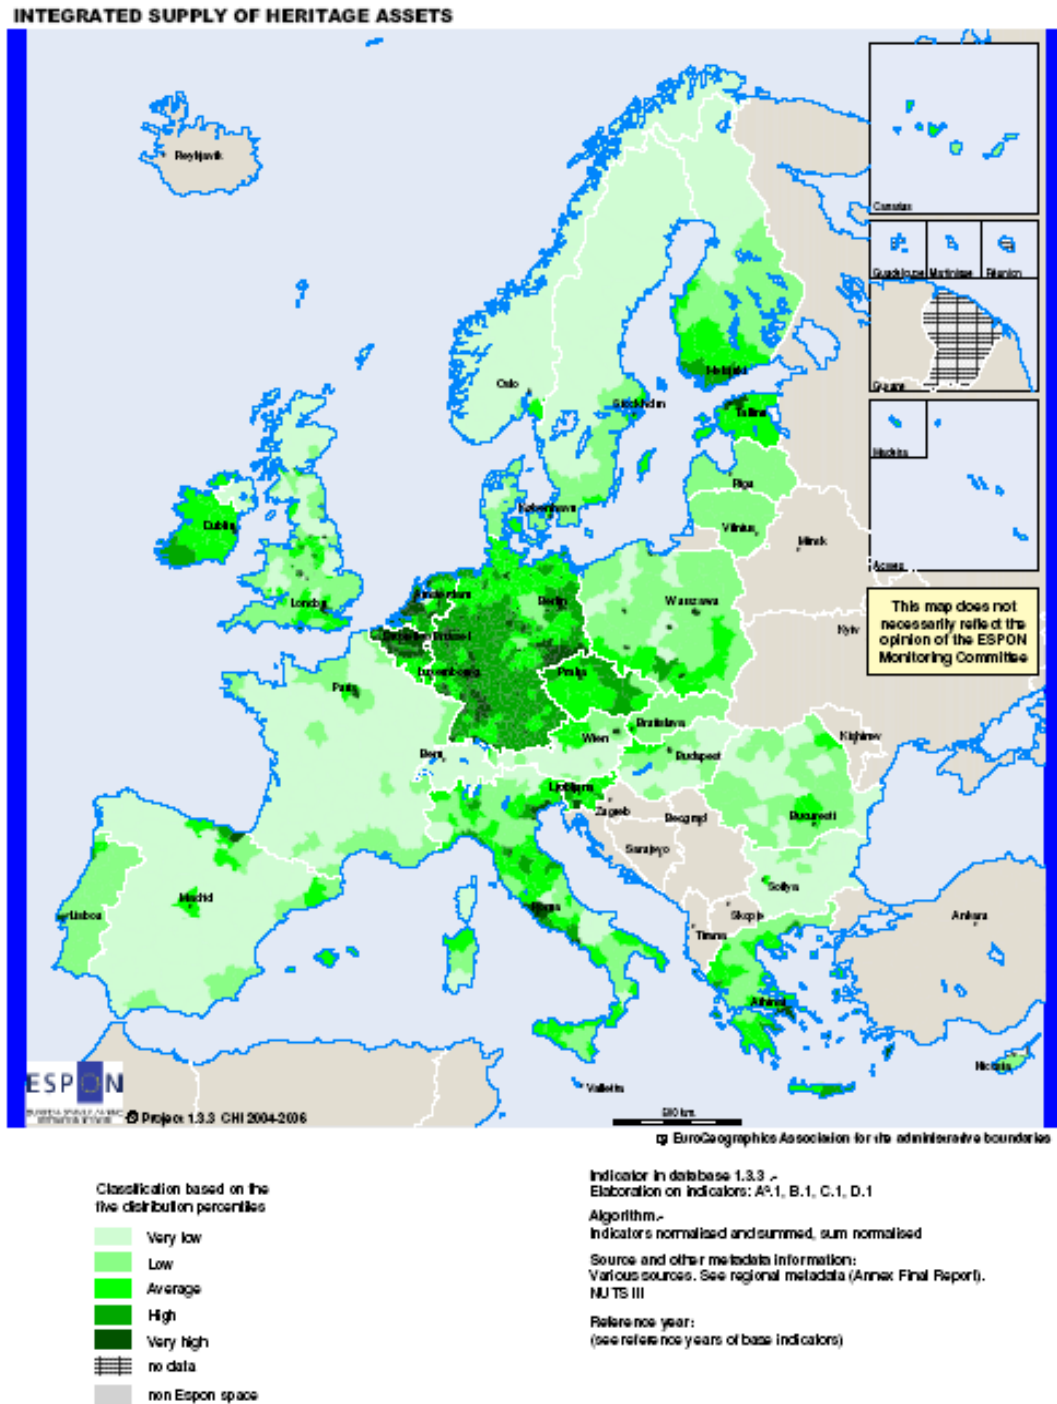 INTEGRATED SUPPLY OF HERITAGE ASSETS
Reykjavik
Canarias
Guadeloupe
Martinique
Réunion
Guyane
Oslo
Stockholm
Helsinki
Tallinn
Madeira
Riga
Dublin
København
Vilnius
Minsk
Acores
London
Amsterdam
Berlin
Warszawa
This map does not
necessarily reflect the
opinion of the ESPON
Monitoring Committee
Kyiv
Luxembourg
Paris
Praha
Bratislava
Wien
Kishinev
Bern
Budapest
Ljubljana
Zagreb
Beograd
Bucuresti
Sarajevo
Sofiya
Madrid
Lisboa
Roma
Skopje
Tirana
Ankara
Athinai
Nicosia
Valletta
ESPON
© Project 1.3.3 CHI 2004-2006
500 km
© EuroGeographics Association for the administrative boundaries
Classification based on the
five distribution percentiles
Very low
Low
Average
High
Very high
no data
non Espon space
Indicator in database 1.3.3 .-
Elaboration on indicators: Aª.1, B.1, C.1, D.1
Algorithm.-
Indicators normalised and summed, sum normalised
Source and other metadata information:
Various sources. See regional metadata (Annex Final Report).
NUTS III
Reference year:
(see reference years of base indicators)